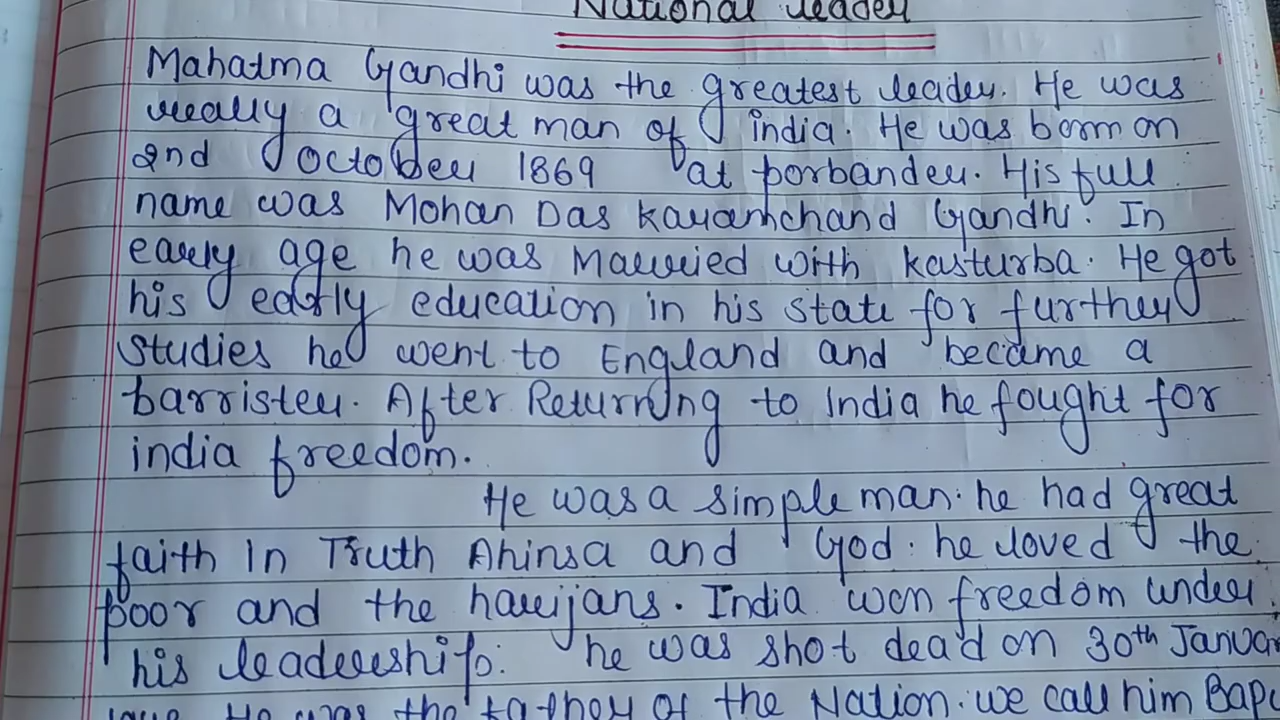 National leader
Mahatma Gandhi was the greatest leader. He was
really a great man of india. He was born on
2nd October 1869 at porbander. His full
name was Mohan Das Karamchand Gandhi. In
early age he was Married with kasturba. He got
his early education in his state for further
studies he went to England and became a
barrister. After Returning to India he fought for
india freedom.
He was a simple man. he had great
faith In Truth Ahinsa and God. he loved the
poor and the harijans. India won freedom under
his leadership. he was shot dead on 30th Januar
He was the father of the Nation. we call him Bapu